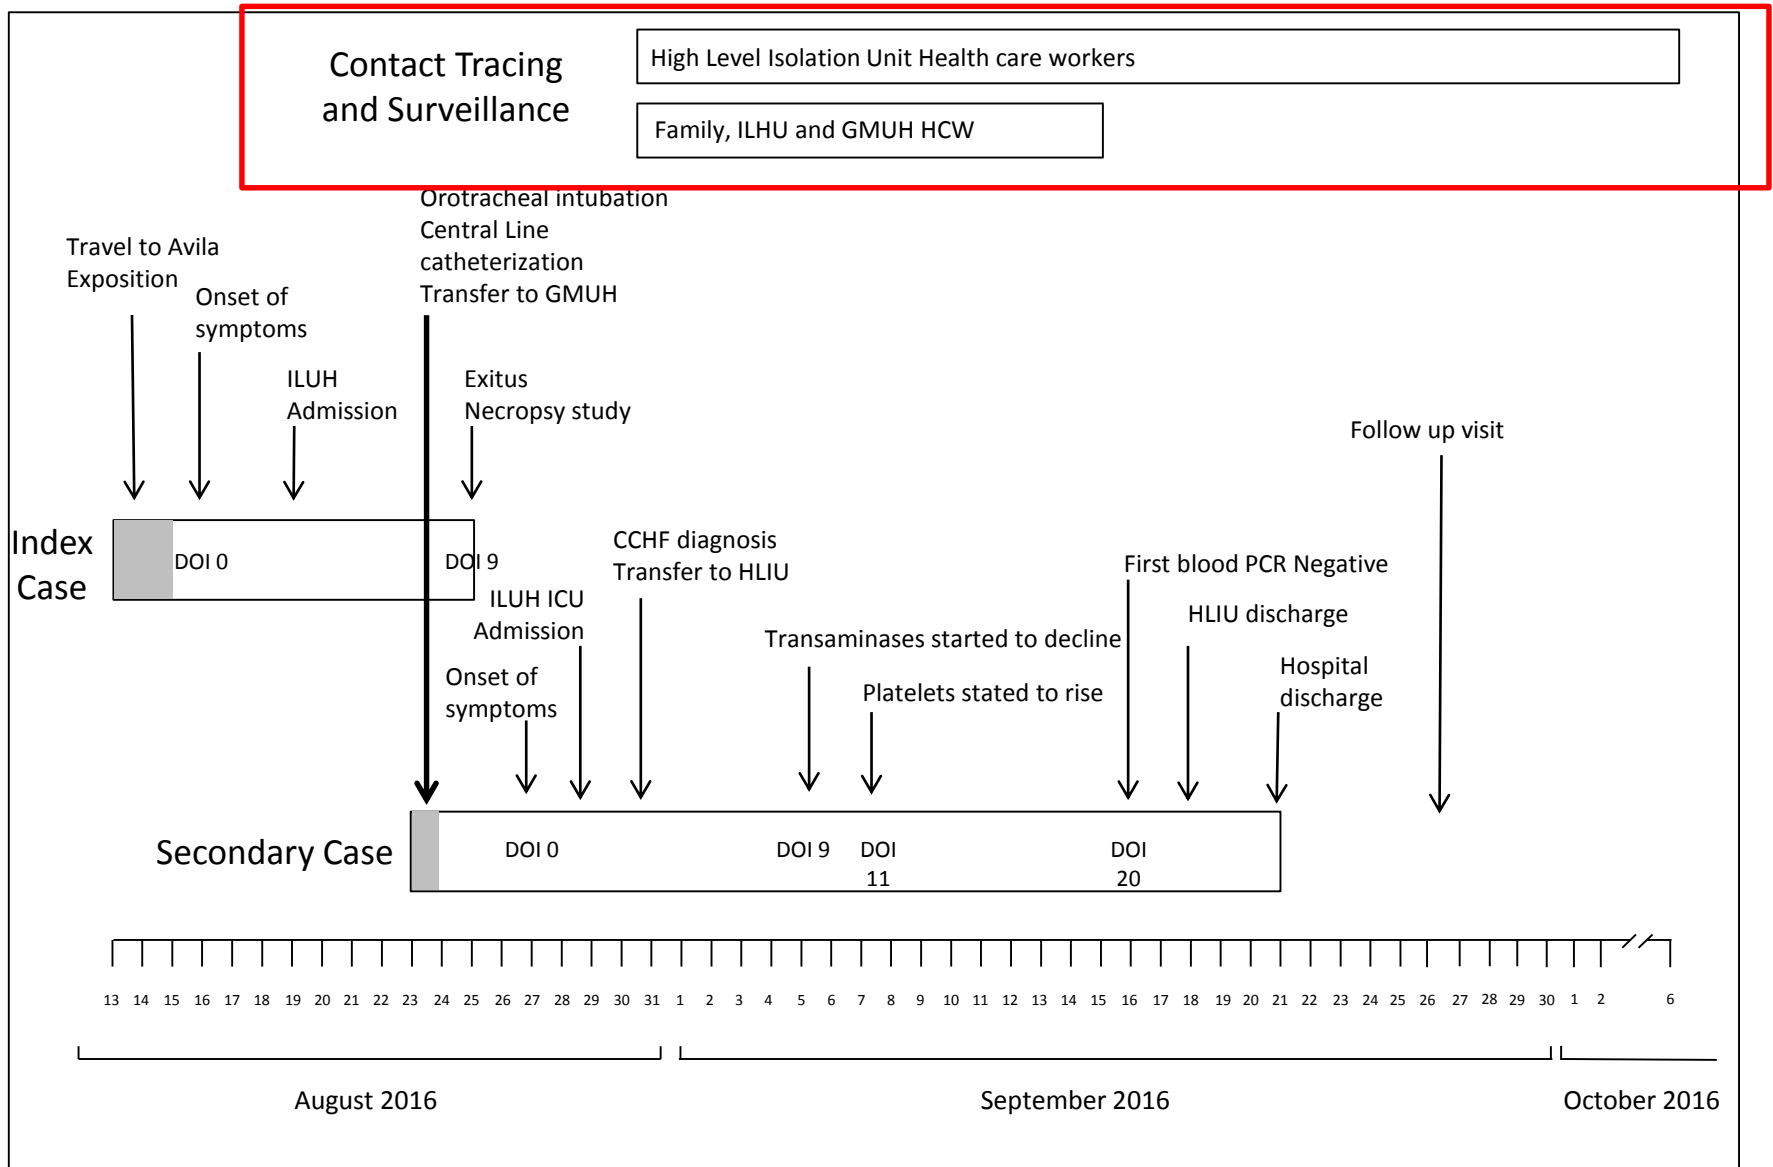 Contact Tracing
and Surveillance
High Level Isolation Unit Health care workers
Family, ILHU and GMUH HCW
Orotracheal intubation
Central Line
catheterization
Transfer to GMUH
Travel to Avila
Exposition
Onset of
symptoms
ILUH
Admission
Exitus
Necropsy study
Follow up visit
Index
Case
DOI 0
DOI 9
CCHF diagnosis
Transfer to HLIU
First blood PCR Negative
ILUH ICU
Admission
HLIU discharge
Transaminases started to decline
Hospital
discharge
Onset of
symptoms
Platelets stated to rise
Secondary Case
DOI 0
DOI 9
DOI
11
DOI
20
13 14 15 16 17 18 19 20 21 22 23 24 25 26 27 28 29 30 31 1 2 3 4 5 6 7 8 9 10 11 12 13 14 15 16 17 18 19 20 21 22 23 24 25 26 27 28 29 30 1 2 6
August 2016
September 2016
October 2016